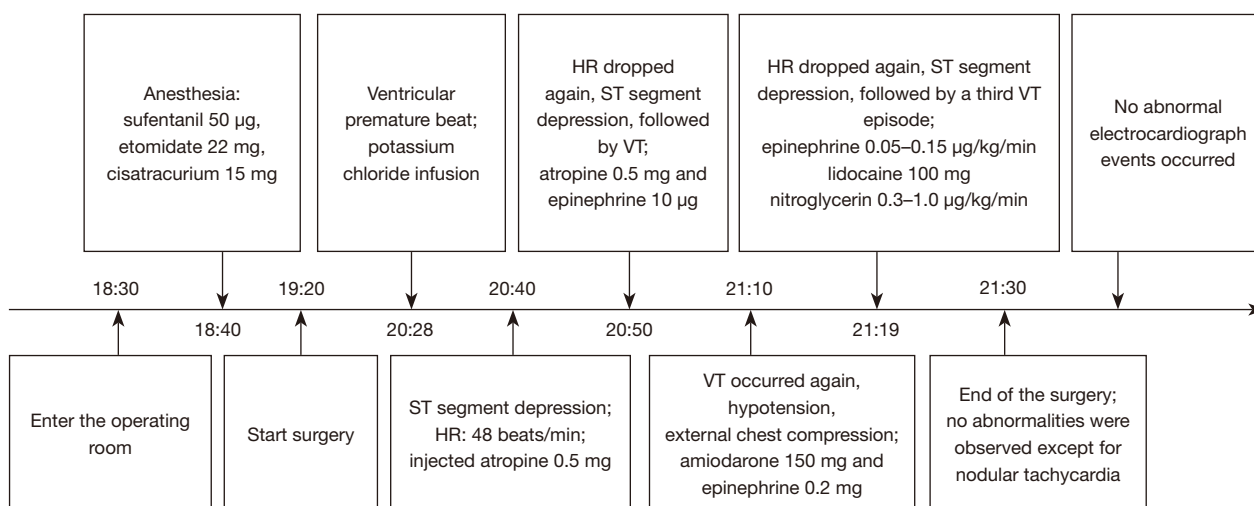 Anesthesia:
sufentanil 50 µg,
etomidate 22 mg,
cisatracurium 15 mg
Ventricular
premature beat;
potassium
chloride infusion
HR dropped
again, ST segment
depression, followed
by VT;
atropine 0.5 mg and
epinephrine 10 µg
HR dropped again, ST segment
depression, followed by a third VT
episode;
epinephrine 0.05–0.15 µg/kg/min
lidocaine 100 mg
nitroglycerin 0.3–1.0 µg/kg/min
No abnormal
electrocardiograph
events occurred
18:30
19:20
20:40
21:10
21:30
18:40
20:28
20:50
21:19
Enter the operating
room
Start surgery
ST segment depression;
HR: 48 beats/min;
injected atropine 0.5 mg
VT occurred again,
hypotension,
external chest compression;
amiodarone 150 mg and
epinephrine 0.2 mg
End of the surgery;
no abnormalities were
observed except for
nodular tachycardia